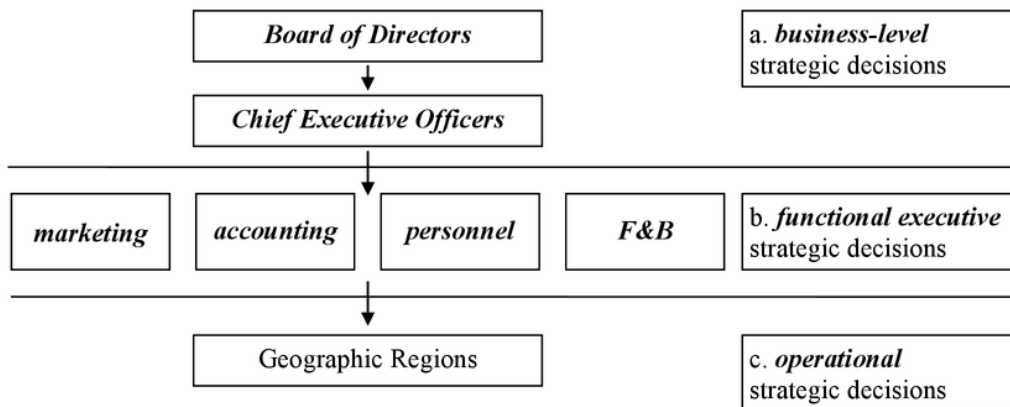 Board of Directors
a. business-level
strategic decisions
Chief Executive Officers
marketing
accounting
personnel
F&B
b. functional executive
strategic decisions
Geographic Regions
c. operational
strategic decisions